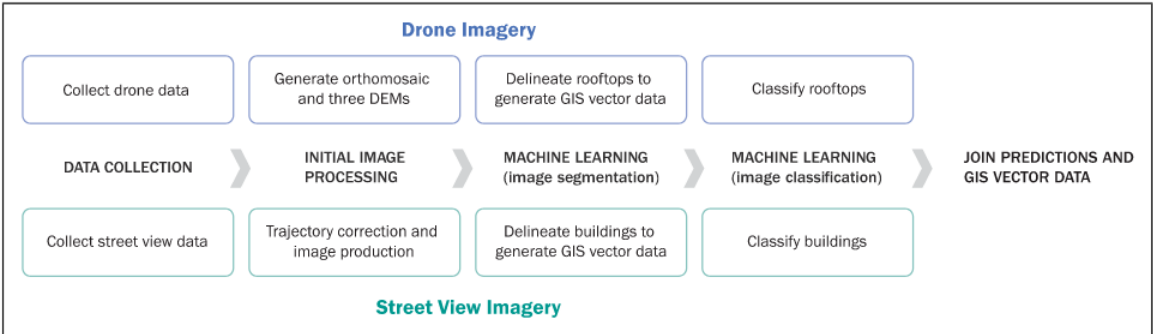 Drone Imagery
Collect drone data
Generate orthomosaic
and three DEMs
Delineate rooftops to
generate GIS vector data
Classify rooftops
DATA COLLECTION
INITIAL IMAGE
PROCESSING
MACHINE LEARNING
(image segmentation)
MACHINE LEARNING
(image classification)
JOIN PREDICTIONS AND
GIS VECTOR DATA
Collect street view data
Trajectory correction and
image production
Delineate buildings to
generate GIS vector data
Classify buildings
Street View Imagery